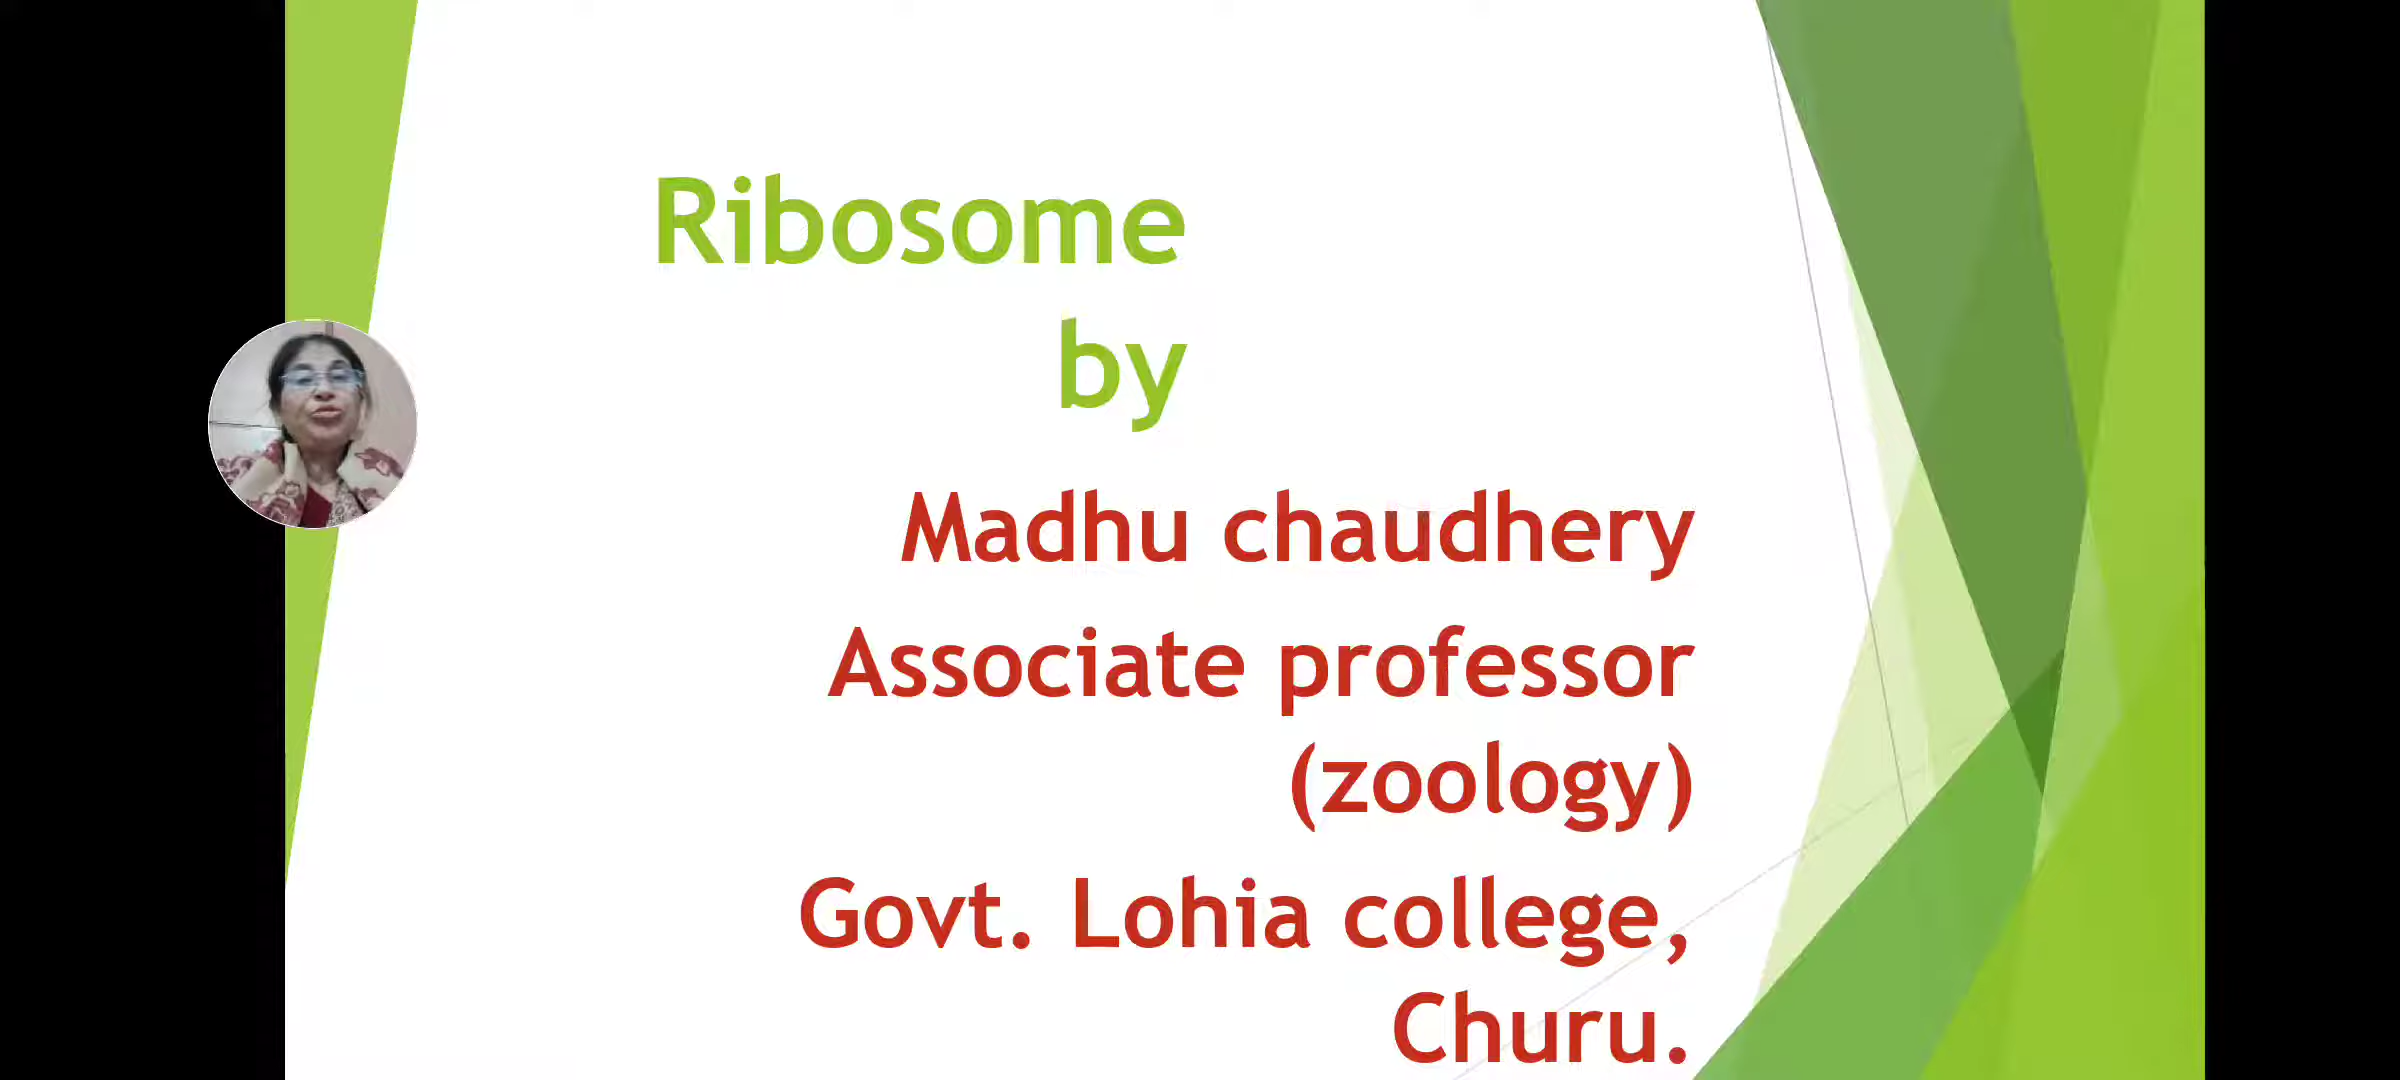 Ribosome
by
Madhu chaudhery
Associate professor
(zoology)
Govt. Lohia college,
Churu.